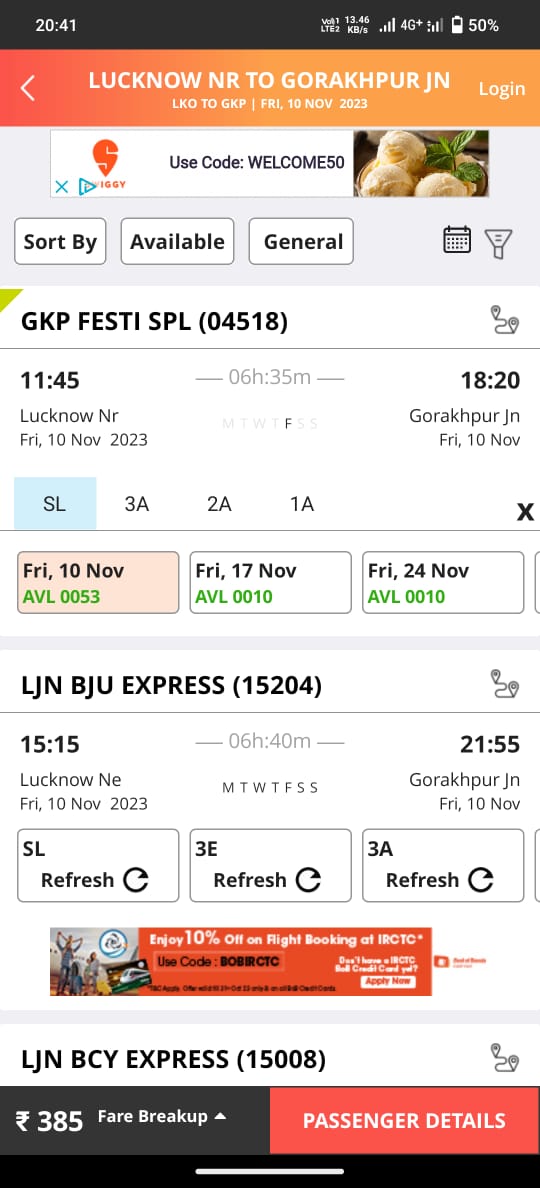 20:41
Vo)) 1 13.46 4G+ 50%
LTE2 KB/s
LUCKNOW NR TO GORAKHPUR JN
Login
LKO TO GKP | FRI, 10 NOV 2023
Use Code: WELCOME50
Sort By Available General
GKP FESTI SPL (04518)
11:45 06h:35m 18:20
Lucknow Nr M T W T F S S Gorakhpur Jn
Fri, 10 Nov 2023 Fri, 10 Nov
SL 3A 2A 1A X
Fri, 10 Nov Fri, 17 Nov Fri, 24 Nov
AVL 0053 AVL 0010 AVL 0010
LJN BJU EXPRESS (15204)
15:15 06h:40m 21:55
Lucknow Ne M T W T F S S Gorakhpur Jn
Fri, 10 Nov 2023 Fri, 10 Nov
SL 3E 3A
Refresh Refresh Refresh
Enjoy 10% Off on Flight Booking at IRCTC*
Use Code : BOBIRCTC
Don't have a IRCTC
BoB Credit Card yet?
Apply Now
LJN BCY EXPRESS (15008)
₹ 385 Fare Breakup PASSENGER DETAILS